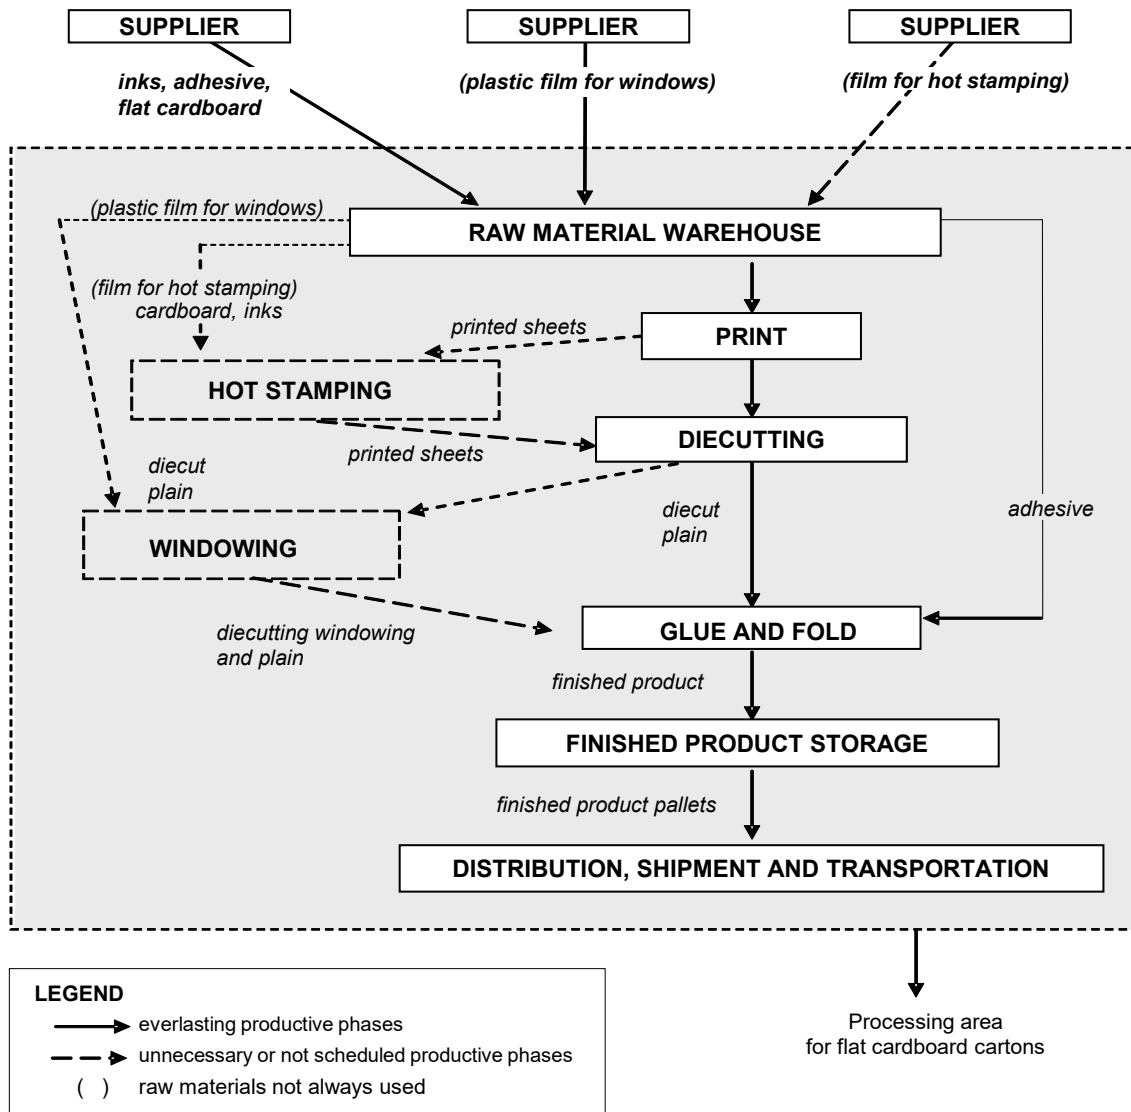 SUPPLIER
SUPPLIER
SUPPLIER
inks, adhesive,
flat cardboard
(plastic film for windows)
(film for hot stamping)
(plastic film for windows)
RAW MATERIAL WAREHOUSE
(film for hot stamping)
cardboard, inks
printed sheets
PRINT
HOT STAMPING
DIECUTTING
printed sheets
diecut
plain
diecut
plain
adhesive
WINDOWING
diecutting windowing
and plain
GLUE AND FOLD
finished product
FINISHED PRODUCT STORAGE
finished product pallets
DISTRIBUTION, SHIPMENT AND TRANSPORTATION
LEGEND
everlasting productive phases
unnecessary or not scheduled productive phases
( ) raw materials not always used
Processing area
for flat cardboard cartons